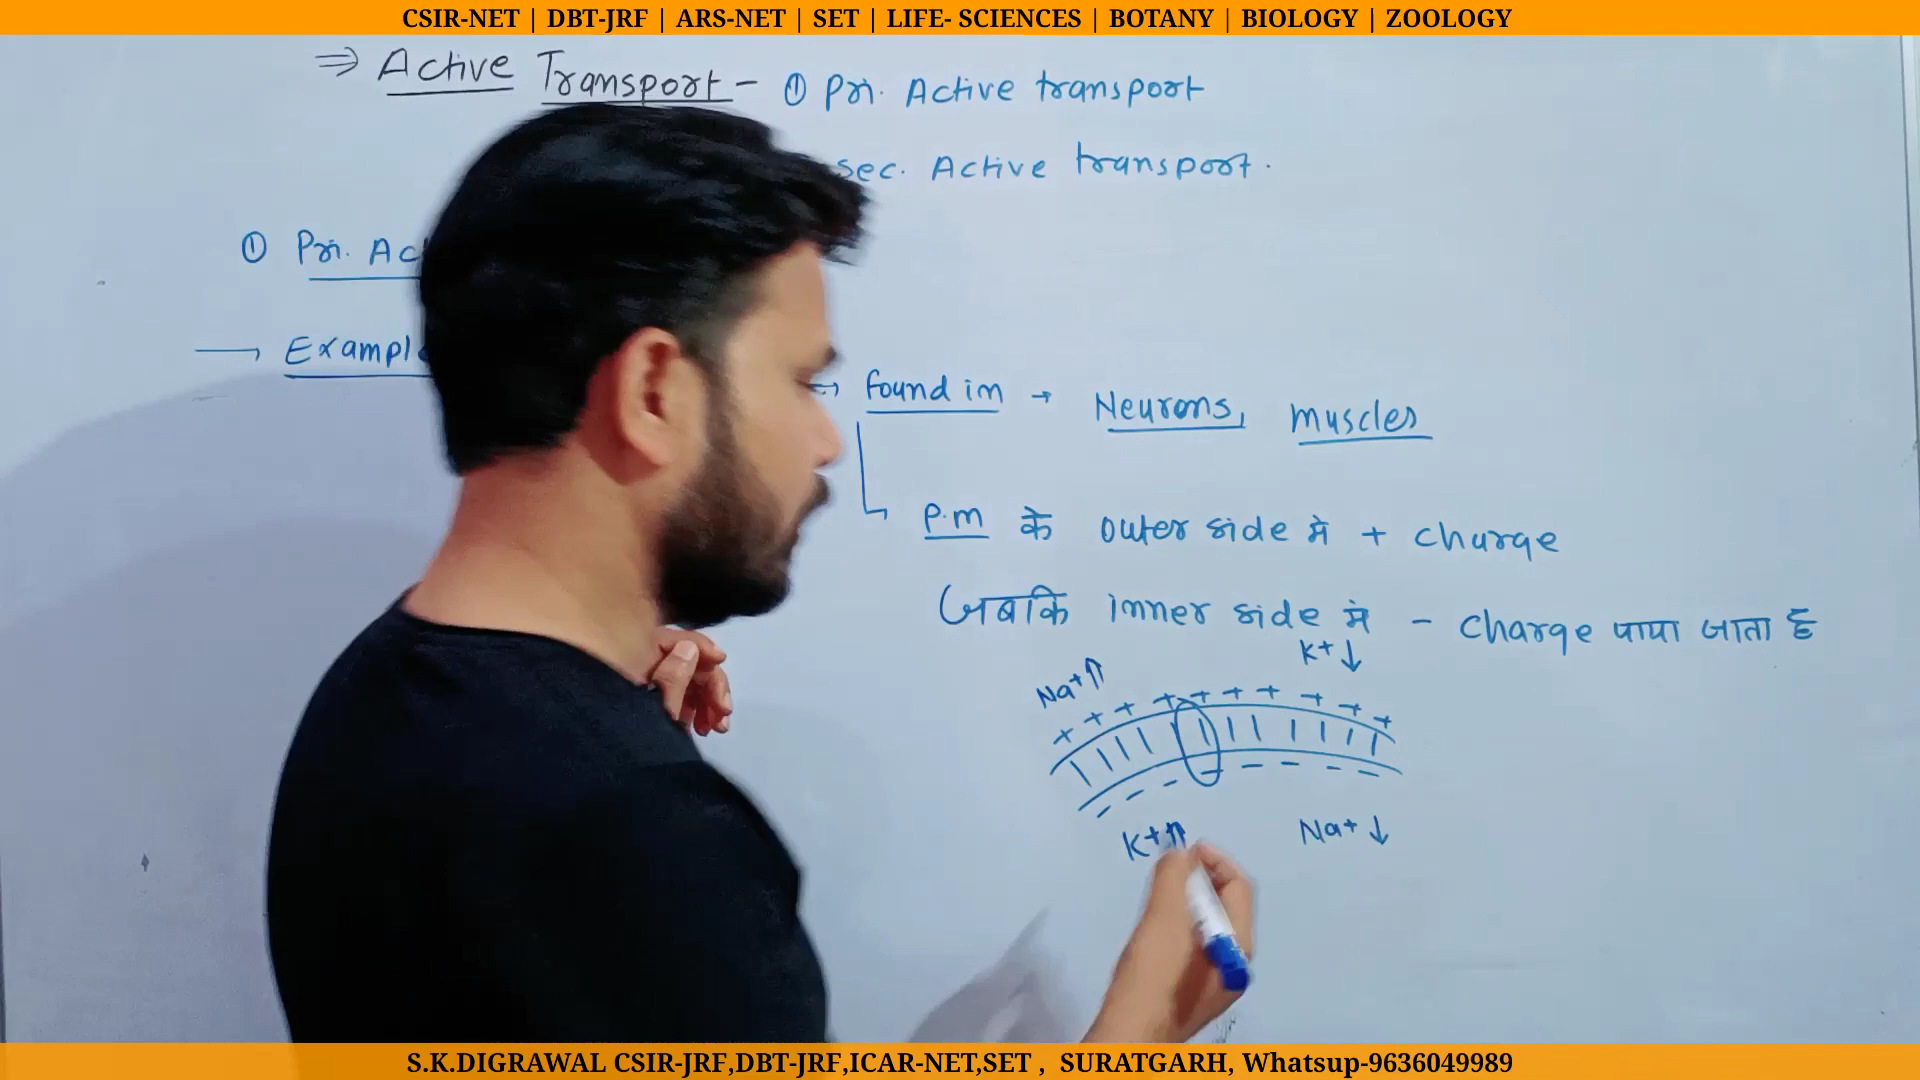 CSIR-NET | DBT-JRF | ARS-NET | SET | LIFE- SCIENCES | BOTANY | BIOLOGY | ZOOLOGY
⇒ Active Transport - ① Pri. Active transport
sec. Active transport.
① Pri. Ac
→ Exampl
↔ Found in → Neurons, Muscles
P.m के outer side मे + charge
जबकि inner side में - charge पाया जाता है
K+↓
Na+⇑
+ + + + + + + + + +
- - - - - - - -
K+⇑ Na+↓
S.K.DIGRAWAL CSIR-JRF,DBT-JRF,ICAR-NET,SET , SURATGARH, Whatsup-9636049989